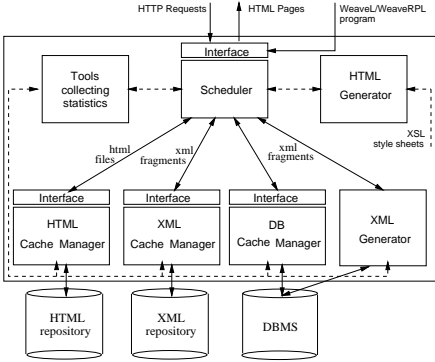 HTTP Requests
HTML Pages
WeaveL/WeaveRPL
program
Interface
Tools
collecting
statistics
Scheduler
HTML
Generator
XSL
style sheets
html
files
xml
fragments
xml
fragments
Interface
Interface
Interface
HTML
Cache Manager
XML
Cache Manager
DB
Cache Manager
XML
Generator
HTML
repository
XML
repository
DBMS